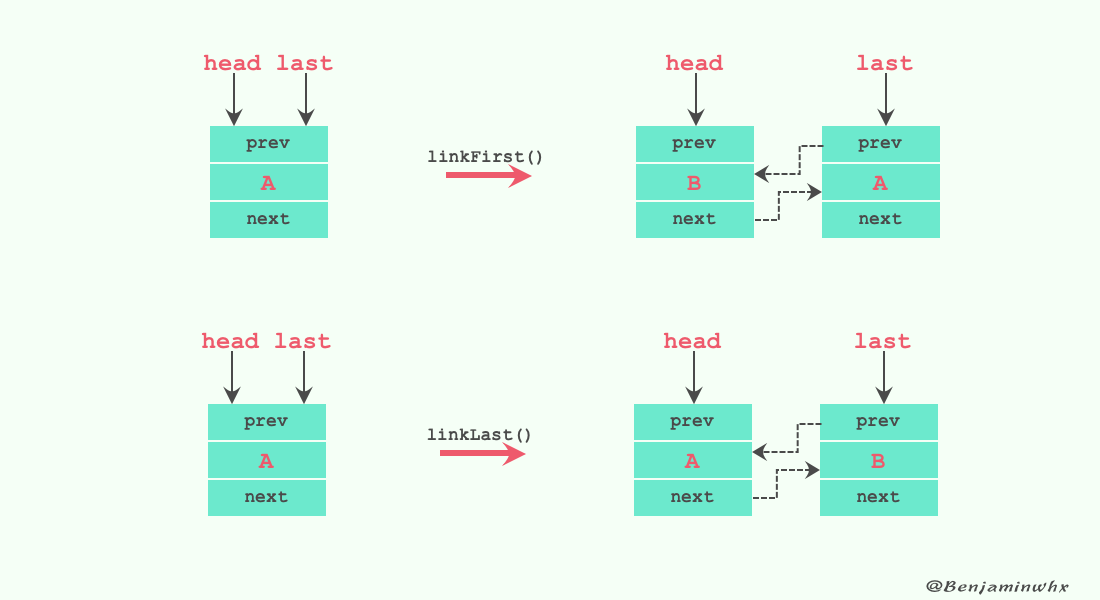 head last
head
last
prev
A
next
linkFirst()
prev
B
next
prev
A
next
head last
head
last
prev
A
next
linkLast()
prev
A
next
prev
B
next
@Benjaminwhx